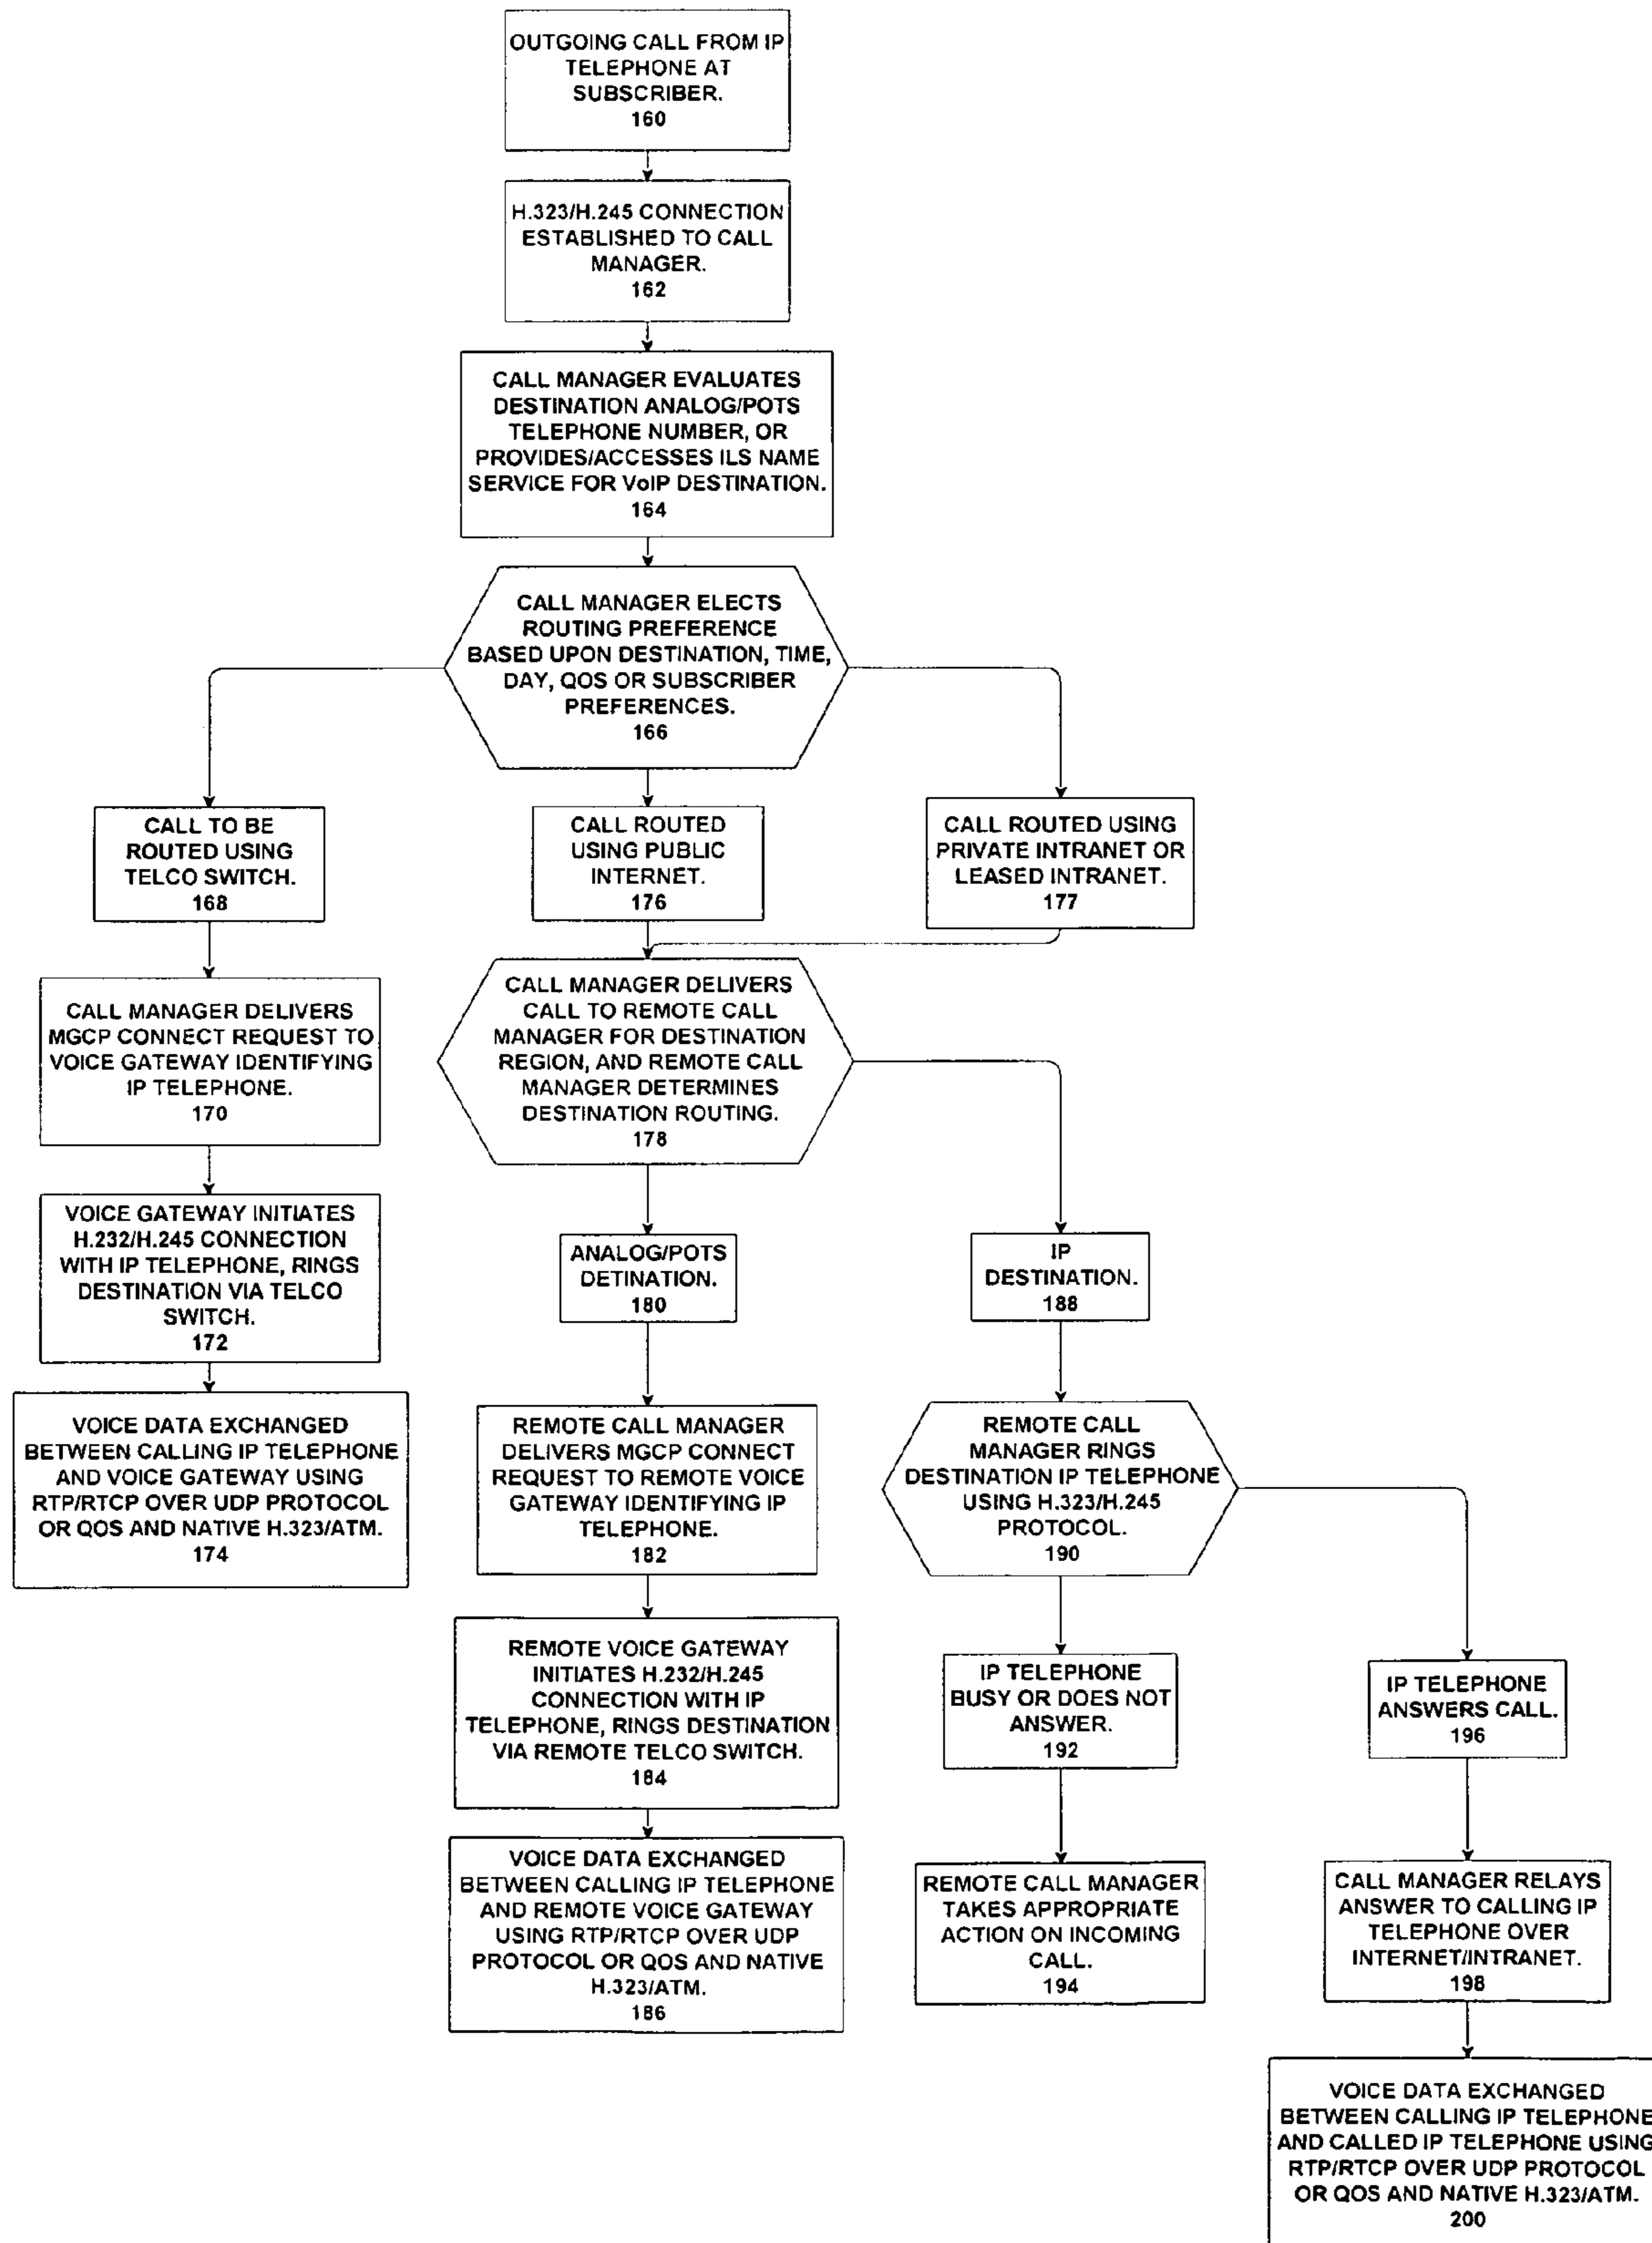 OUTGOING CALL FROM IP
TELEPHONE AT
SUBSCRIBER.
160
H.323/H.245 CONNECTION
ESTABLISHED TO CALL
MANAGER.
162
CALL MANAGER EVALUATES
DESTINATION ANALOG/POTS
TELEPHONE NUMBER, OR
PROVIDES/ACCESSES ILS NAME
SERVICE FOR VoIP DESTINATION.
164
CALL MANAGER ELECTS
ROUTING PREFERENCE
BASED UPON DESTINATION, TIME,
DAY, QOS OR SUBSCRIBER
PREFERENCES.
166
CALL TO BE
ROUTED USING
TELCO SWITCH.
168
CALL ROUTED
USING PUBLIC
INTERNET.
176
CALL ROUTED USING
PRIVATE INTRANET OR
LEASED INTRANET.
177
CALL MANAGER DELIVERS
MGCP CONNECT REQUEST TO
VOICE GATEWAY IDENTIFYING
IP TELEPHONE.
170
CALL MANAGER DELIVERS
CALL TO REMOTE CALL
MANAGER FOR DESTINATION
REGION, AND REMOTE CALL
MANAGER DETERMINES
DESTINATION ROUTING.
178
VOICE GATEWAY INITIATES
H.232/H.245 CONNECTION
WITH IP TELEPHONE, RINGS
DESTINATION VIA TELCO
SWITCH.
172
ANALOG/POTS
DETINATION.
180
IP
DESTINATION.
188
VOICE DATA EXCHANGED
BETWEEN CALLING IP TELEPHONE
AND VOICE GATEWAY USING
RTP/RTCP OVER UDP PROTOCOL
OR QOS AND NATIVE H.323/ATM.
174
REMOTE CALL MANAGER
DELIVERS MGCP CONNECT
REQUEST TO REMOTE VOICE
GATEWAY IDENTIFYING IP
TELEPHONE.
182
REMOTE CALL
MANAGER RINGS
DESTINATION IP TELEPHONE
USING H.323/H.245
PROTOCOL.
190
REMOTE VOICE GATEWAY
INITIATES H.232/H.245
CONNECTION WITH IP
TELEPHONE, RINGS DESTINATION
VIA REMOTE TELCO SWITCH.
184
IP TELEPHONE
BUSY OR DOES NOT
ANSWER.
192
IP TELEPHONE
ANSWERS CALL.
196
VOICE DATA EXCHANGED
BETWEEN CALLING IP TELEPHONE
AND REMOTE VOICE GATEWAY
USING RTP/RTCP OVER UDP
PROTOCOL OR QOS AND NATIVE
H.323/ATM.
186
REMOTE CALL MANAGER
TAKES APPROPRIATE
ACTION ON INCOMING
CALL.
194
CALL MANAGER RELAYS
ANSWER TO CALLING IP
TELEPHONE OVER
INTERNET/INTRANET.
198
VOICE DATA EXCHANGED
BETWEEN CALLING IP TELEPHONE
AND CALLED IP TELEPHONE USING
RTP/RTCP OVER UDP PROTOCOL
OR QOS AND NATIVE H.323/ATM.
200